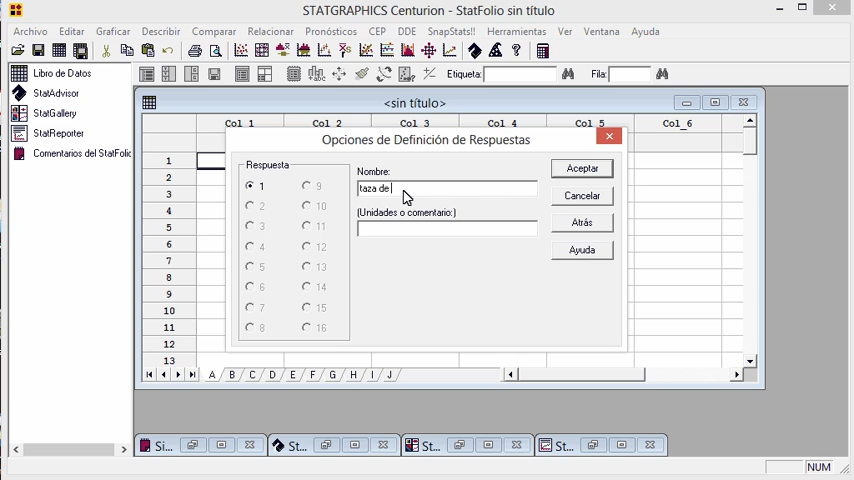 STATGRAPHICS Centurion - StatFolio sin título
Archivo Editar Graficar Describir Comparar Relacionar Pronósticos CEP DDE SnapStats!! Herramientas Ver Ventana Ayuda
Etiqueta: Fila:
Libro de Datos
StatAdvisor
StatGallery
StatReporter
Comentarios del StatFolio
<sin título>
Col_1 Col_2 Col_3 Col_4 Col_5 Col_6
1
2
3
4
5
6
7
8
9
10
11
12
13
Opciones de Definición de Respuestas
Respuesta
1 9
2 10
3 11
4 12
5 13
6 14
7 15
8 16
Nombre:
taza de
(Unidades o comentario:)
Aceptar
Cancelar
Atrás
Ayuda
A B C D E F G H I J
Si... St... St... St...
NUM